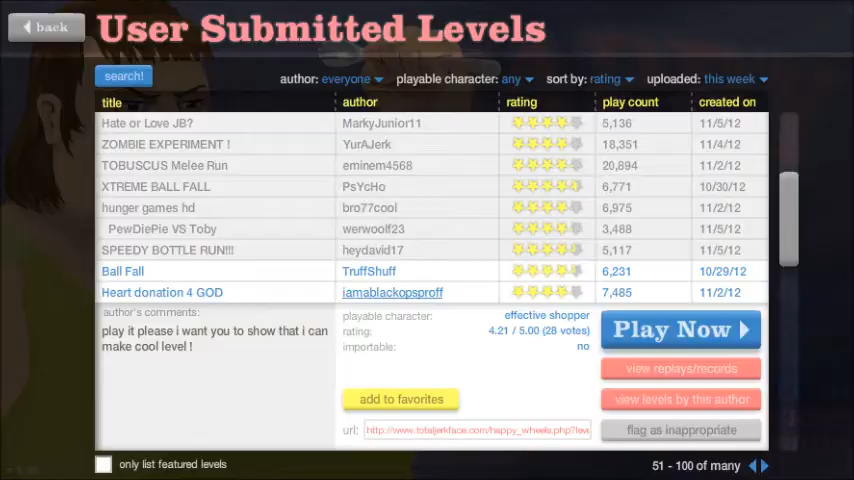 back
User Submitted Levels
search!
author: everyone playable character: any sort by: rating uploaded: this week
title author rating play count created on
Hate or Love JB? MarkyJunior11 5,136 11/5/12
ZOMBIE EXPERIMENT ! YurAJerk 18,351 11/4/12
TOBUSCUS Melee Run eminem4568 20,894 11/2/12
XTREME BALL FALL PsYcHo 6,771 10/30/12
hunger games hd bro77cool 6,975 11/2/12
PewDiePie VS Toby werwoolf23 3,488 11/5/12
SPEEDY BOTTLE RUN!!! heydavid17 5,117 11/5/12
Ball Fall TruffShuff 6,231 10/29/12
Heart donation 4 GOD iamablackopsproff 7,485 11/2/12
author's comments:
play it please i want you to show that i can
make cool level !
playable character: effective shopper
rating: 4.21 / 5.00 (28 votes)
importable: no
add to favorites
url: http://www.totaljerkface.com/happy_wheels.php?leve
Play Now
view replays/records
view levels by this author
flag as inappropriate
only list featured levels
51 - 100 of many